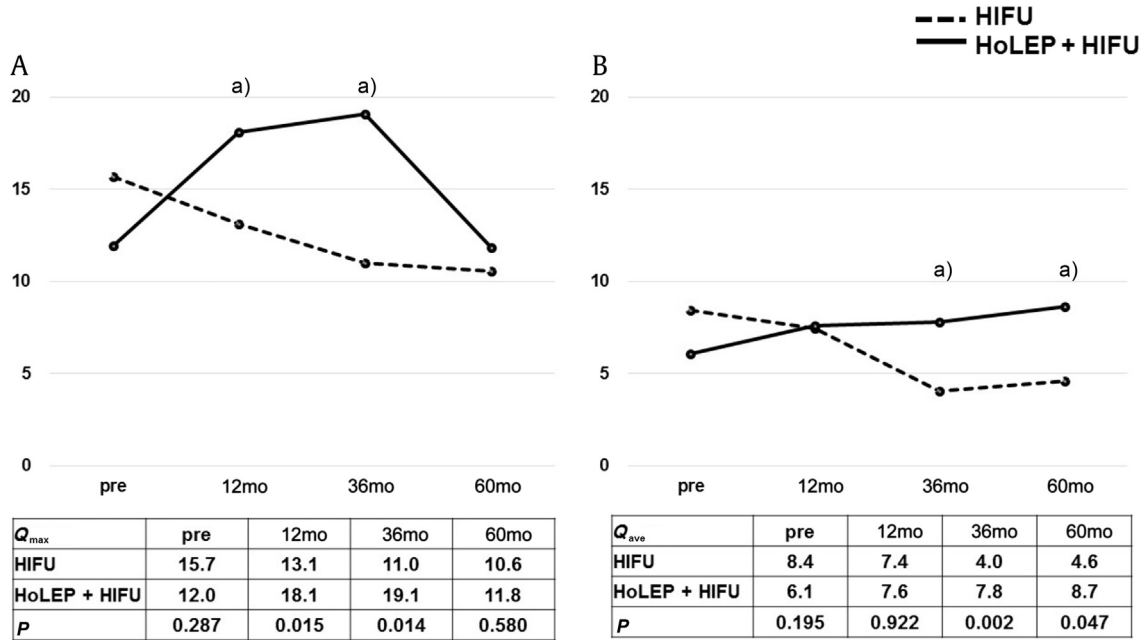 HIFU
HoLEP + HIFU
A
a) a)
20
15
10
5
0
pre 12mo 36mo 60mo
Qmax pre 12mo 36mo 60mo
HIFU 15.7 13.1 11.0 10.6
HoLEP + HIFU 12.0 18.1 19.1 11.8
P 0.287 0.015 0.014 0.580
B
20
15
a) a)
10
5
0
pre 12mo 36mo 60mo
Qave pre 12mo 36mo 60mo
HIFU 8.4 7.4 4.0 4.6
HoLEP + HIFU 6.1 7.6 7.8 8.7
P 0.195 0.922 0.002 0.047